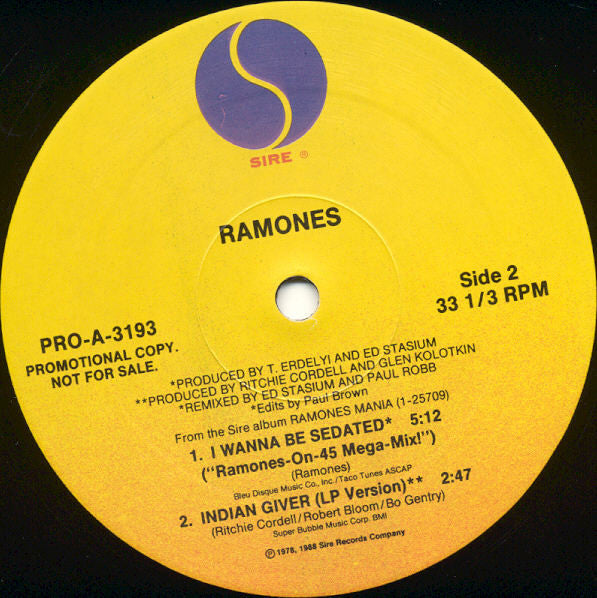 SIRE ®
RAMONES
Side 2
33 1/3 RPM
PRO-A-3193
PROMOTIONAL COPY.
NOT FOR SALE.
*PRODUCED BY T. ERDELYI AND ED STASIUM
**PRODUCED BY RITCHIE CORDELL AND GLEN KOLOTKIN
*REMIXED BY ED STASIUM AND PAUL ROBB
*Edits by Paul Brown
From the Sire album RAMONES MANIA (1-25709)
1. I WANNA BE SEDATED* 5:12
("Ramones-On-45 Mega-Mix!")
(Ramones)
Bleu Disque Music Co., Inc./Taco Tunes ASCAP
2. INDIAN GIVER (LP Version)** 2:47
(Ritchie Cordell/Robert Bloom/Bo Gentry)
Super Bubble Music Corp. BMI
℗ 1978, 1988 Sire Records Company